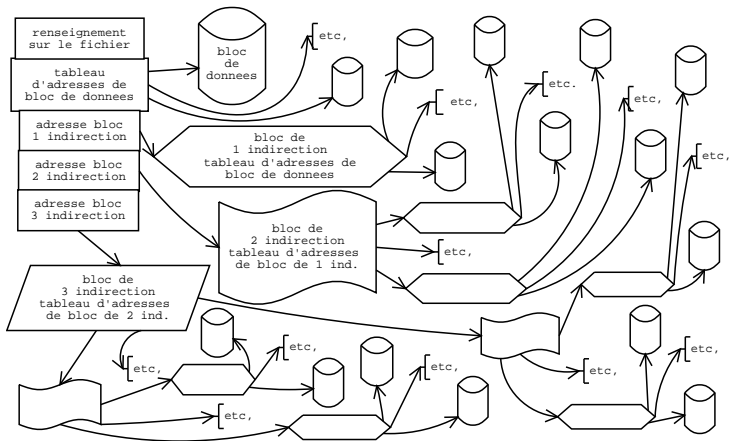 renseignement
sur le fichier
tableau
d'adresses de
bloc de donnees
adresse bloc
1 indirection
adresse bloc
2 indirection
adresse bloc
3 indirection
bloc
de
donnees
etc,
etc,
etc.
etc,
etc,
bloc de
1 indirection
tableau d'adresses de
bloc de donnees
bloc de
2 indirection
tableau d'adresses
de bloc de 1 ind.
etc,
bloc de
3 indirection
tableau d'adresses
de bloc de 2 ind.
etc,
etc,
etc,
etc,
etc,
etc,